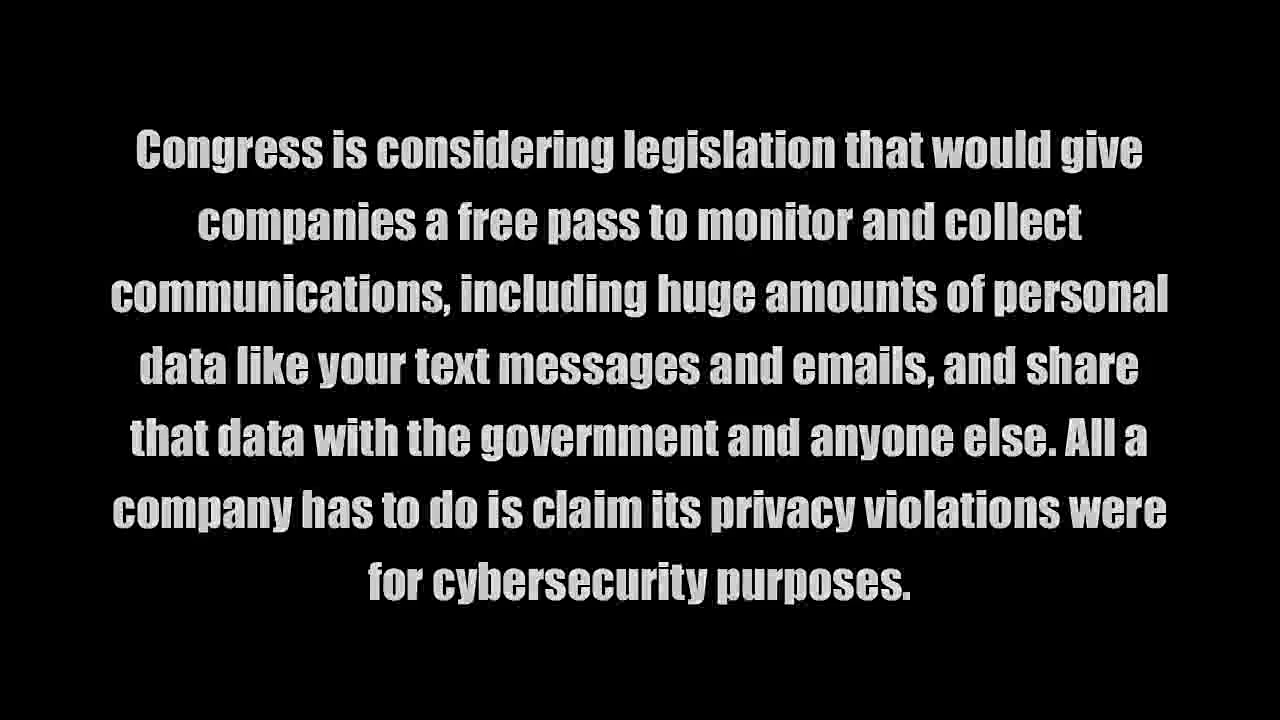 Congress is considering legislation that would give
companies a free pass to monitor and collect
communications, including huge amounts of personal
data like your text messages and emails, and share
that data with the government and anyone else. All a
company has to do is claim its privacy violations were
for cybersecurity purposes.